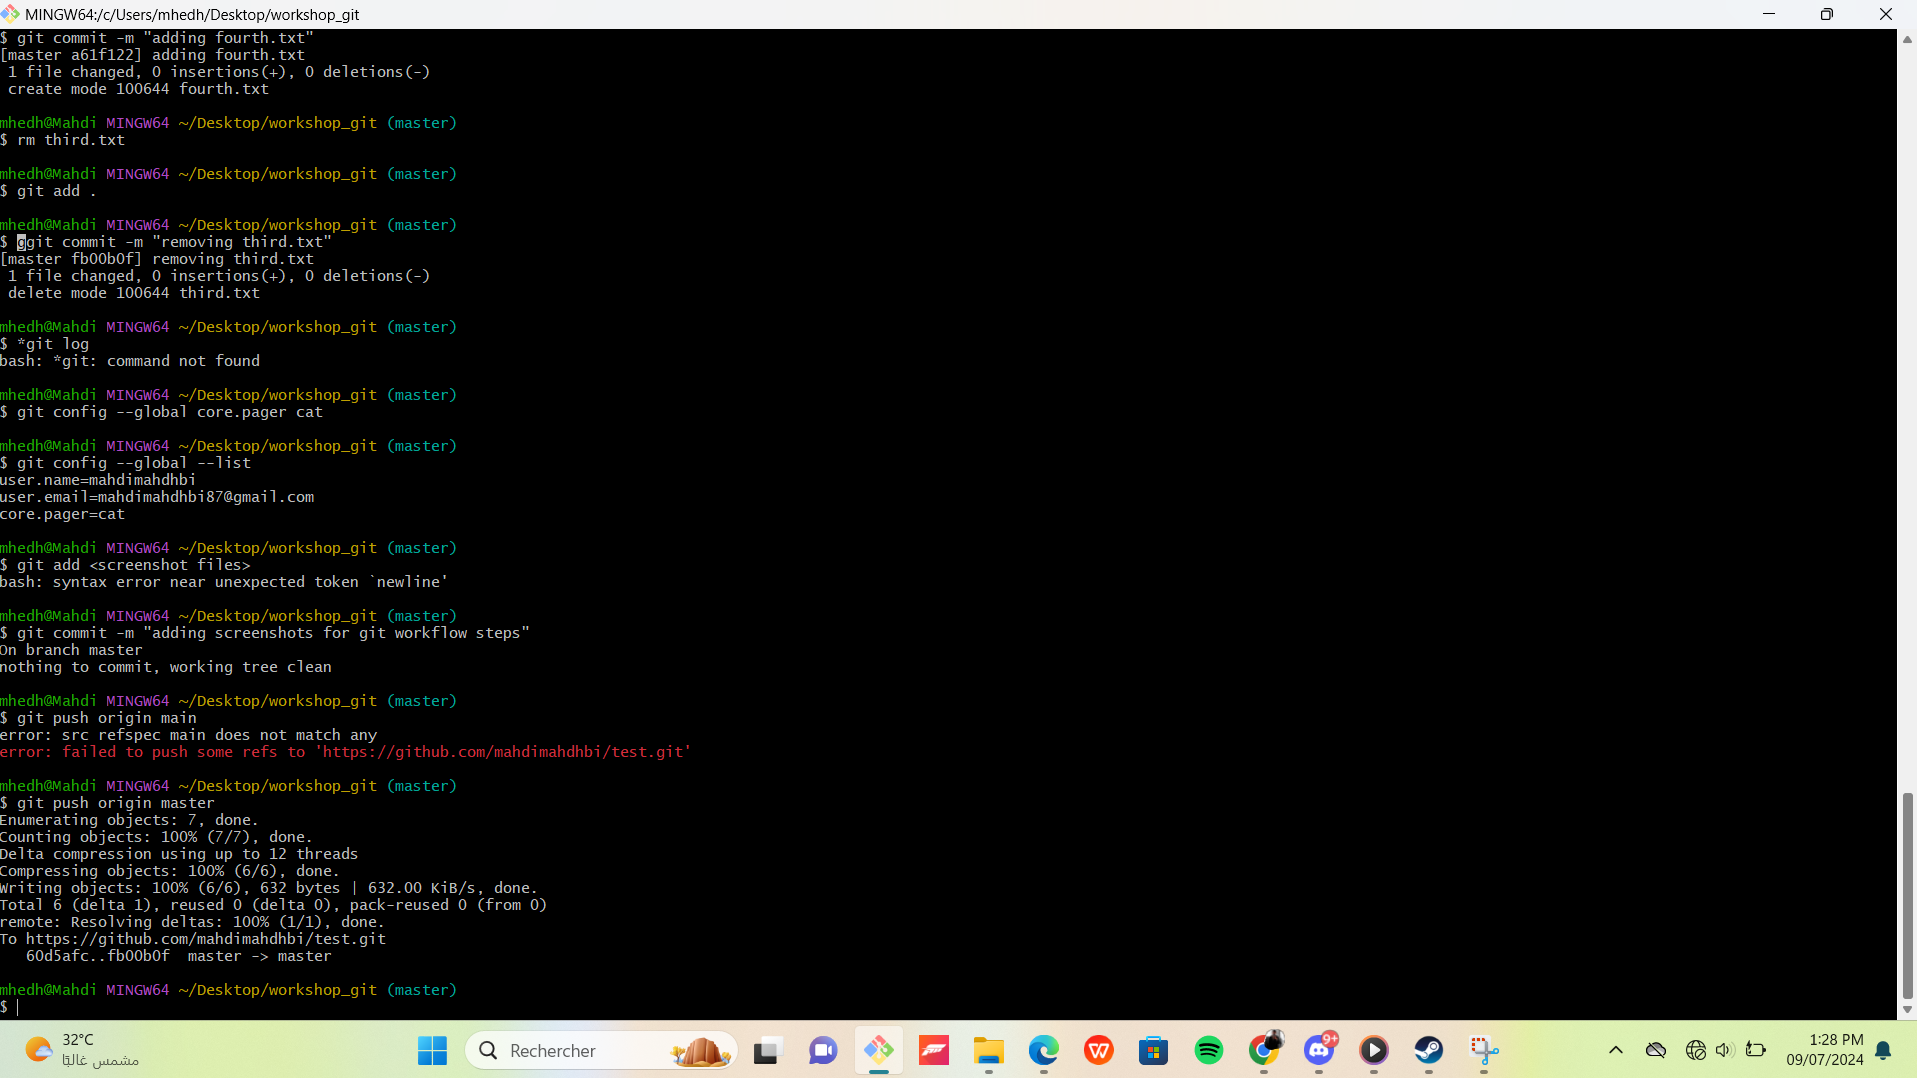 MINGW64:/c/Users/mhedh/Desktop/workshop_git
$ git commit -m "adding fourth.txt"
[master a61f122] adding fourth.txt
 1 file changed, 0 insertions(+), 0 deletions(-)
 create mode 100644 fourth.txt
mhedh@Mahdi MINGW64 ~/Desktop/workshop_git (master)
$ rm third.txt
mhedh@Mahdi MINGW64 ~/Desktop/workshop_git (master)
$ git add .
mhedh@Mahdi MINGW64 ~/Desktop/workshop_git (master)
$ ggit commit -m "removing third.txt"
[master fb00b0f] removing third.txt
 1 file changed, 0 insertions(+), 0 deletions(-)
 delete mode 100644 third.txt
mhedh@Mahdi MINGW64 ~/Desktop/workshop_git (master)
$ *git log
bash: *git: command not found
mhedh@Mahdi MINGW64 ~/Desktop/workshop_git (master)
$ git config --global core.pager cat
mhedh@Mahdi MINGW64 ~/Desktop/workshop_git (master)
$ git config --global --list
user.name=mahdimahdhbi
user.email=mahdimahdhbi87@gmail.com
core.pager=cat
mhedh@Mahdi MINGW64 ~/Desktop/workshop_git (master)
$ git add <screenshot files>
bash: syntax error near unexpected token `newline'
mhedh@Mahdi MINGW64 ~/Desktop/workshop_git (master)
$ git commit -m "adding screenshots for git workflow steps"
On branch master
nothing to commit, working tree clean
mhedh@Mahdi MINGW64 ~/Desktop/workshop_git (master)
$ git push origin main
error: src refspec main does not match any
error: failed to push some refs to 'https://github.com/mahdimahdhbi/test.git'
mhedh@Mahdi MINGW64 ~/Desktop/workshop_git (master)
$ git push origin master
Enumerating objects: 7, done.
Counting objects: 100% (7/7), done.
Delta compression using up to 12 threads
Compressing objects: 100% (6/6), done.
Writing objects: 100% (6/6), 632 bytes | 632.00 KiB/s, done.
Total 6 (delta 1), reused 0 (delta 0), pack-reused 0 (from 0)
remote: Resolving deltas: 100% (1/1), done.
To https://github.com/mahdimahdhbi/test.git
   60d5afc..fb00b0f  master -> master
mhedh@Mahdi MINGW64 ~/Desktop/workshop_git (master)
$
32°C
مشمس غالبًا
Rechercher
9+
1:28 PM
09/07/2024